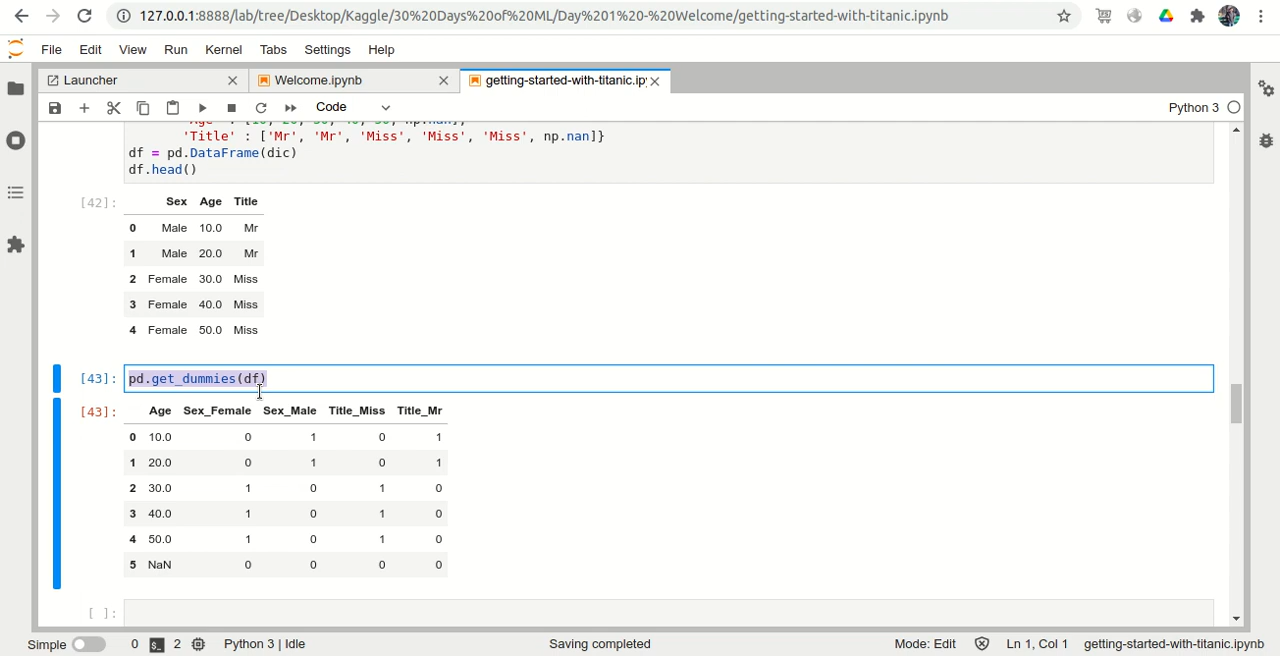 127.0.0.1:8888/lab/tree/Desktop/Kaggle/30%20Days%20of%20ML/Day%201%20-%20Welcome/getting-started-with-titanic.ipynb
File Edit View Run Kernel Tabs Settings Help
Launcher Welcome.ipynb getting-started-with-titanic.ip
Code Python 3
'Title' : ['Mr', 'Mr', 'Miss', 'Miss', 'Miss', np.nan]}
df = pd.DataFrame(dic)
df.head()
[42]: Sex Age Title
0 Male 10.0 Mr
1 Male 20.0 Mr
2 Female 30.0 Miss
3 Female 40.0 Miss
4 Female 50.0 Miss
[43]: pd.get_dummies(df)
[43]: Age Sex_Female Sex_Male Title_Miss Title_Mr
0 10.0 0 1 0 1
1 20.0 0 1 0 1
2 30.0 1 0 1 0
3 40.0 1 0 1 0
4 50.0 1 0 1 0
5 NaN 0 0 0 0
[ ]:
Simple 0 2 Python 3 | Idle Saving completed Mode: Edit Ln 1, Col 1 getting-started-with-titanic.ipynb